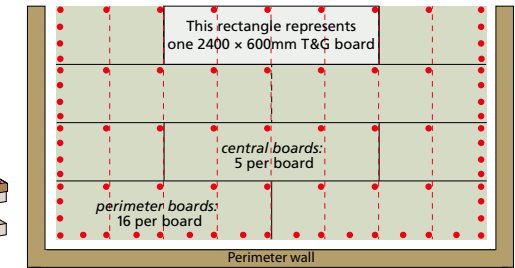 This rectangle represents
one 2400 × 600mm T&G board
central boards:
5 per board
perimeter boards:
16 per board
Perimeter wall